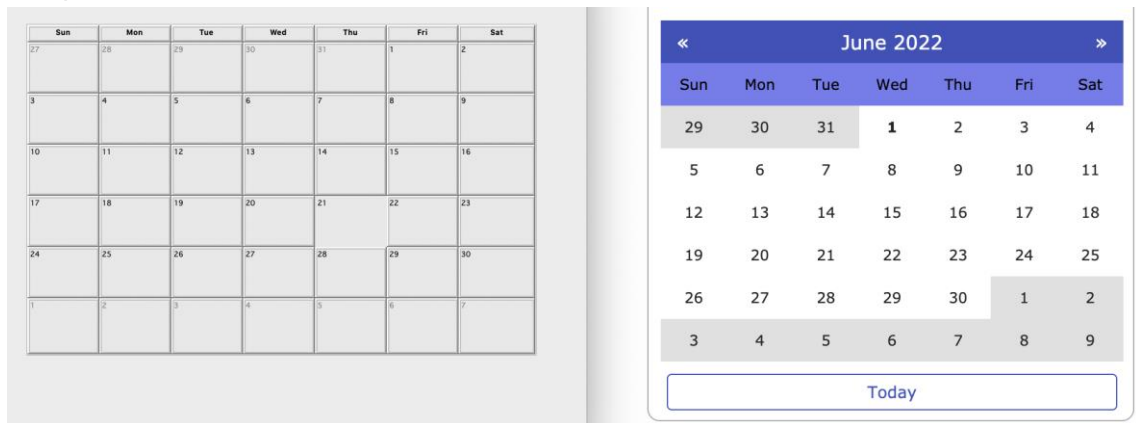 Sun Mon Tue Wed Thu Fri Sat
27 28 29 30 31 1 2
3 4 5 6 7 8 9
10 11 12 13 14 15 16
17 18 19 20 21 22 23
24 25 26 27 28 29 30
1 2 3 4 5 6 7
« June 2022 »
Sun Mon Tue Wed Thu Fri Sat
29 30 31 1 2 3 4
5 6 7 8 9 10 11
12 13 14 15 16 17 18
19 20 21 22 23 24 25
26 27 28 29 30 1 2
3 4 5 6 7 8 9
Today